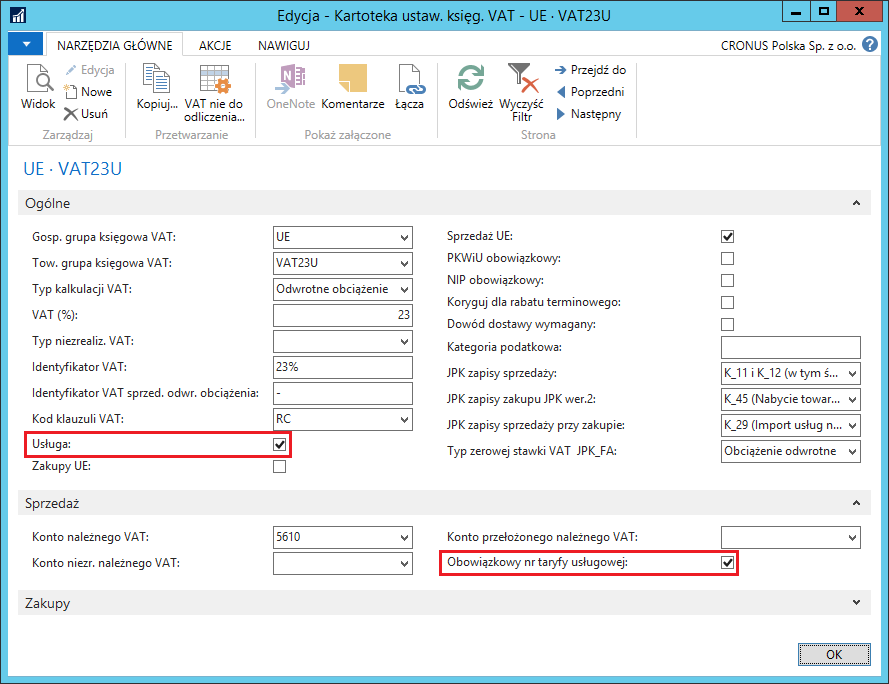 Edycja - Kartoteka ustaw. księg. VAT - UE · VAT23U
NARZĘDZIA GŁÓWNE AKCJE NAWIGUJ CRONUS Polska Sp. z o.o.
Widok
Edycja
Nowe
Usuń
Zarządzaj
Kopiuj...
VAT nie do
odliczenia...
Przetwarzanie
OneNote
Komentarze
Łącza
Pokaż załączone
Odśwież
Wyczyść
Filtr
Przejdź do
Poprzedni
Następny
Strona
UE · VAT23U
Ogólne
Gosp. grupa księgowa VAT: UE
Tow. grupa księgowa VAT: VAT23U
Typ kalkulacji VAT: Odwrotne obciążenie
VAT (%): 23
Typ niezrealiz. VAT:
Identyfikator VAT: 23%
Identyfikator VAT sprzed. odwr. obciążenia: -
Kod klauzuli VAT: RC
Usługa:
Zakupy UE:
Sprzedaż UE:
PKWiU obowiązkowy:
NIP obowiązkowy:
Koryguj dla rabatu terminowego:
Dowód dostawy wymagany:
Kategoria podatkowa:
JPK zapisy sprzedaży: K_11 i K_12 (w tym ś...
JPK zapisy zakupu JPK wer.2: K_45 (Nabycie towar...
JPK zapisy sprzedaży przy zakupie: K_29 (Import usług n...
Typ zerowej stawki VAT JPK_FA: Obciążenie odwrotne
Sprzedaż
Konto należnego VAT: 5610
Konto niezr. należnego VAT:
Konto przełożonego należnego VAT:
Obowiązkowy nr taryfy usługowej:
Zakupy
OK